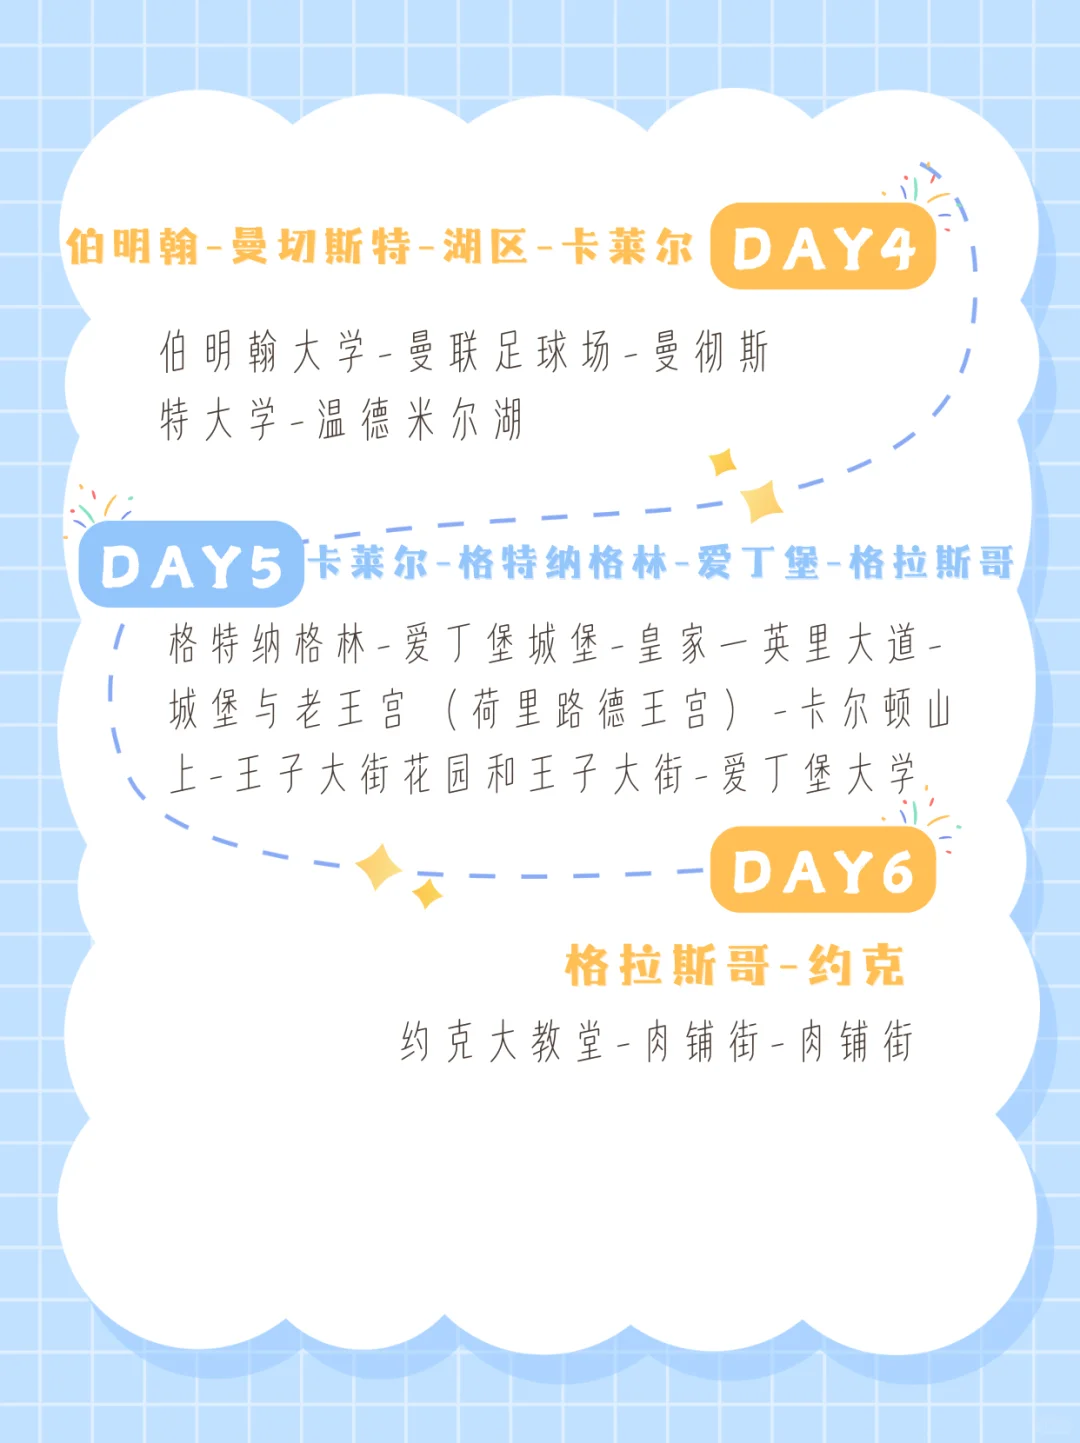 伯明翰-曼切斯特-湖区-卡莱尔 DAY4
伯明翰大学-曼联足球场-曼彻斯
特大学-温德米尔湖
DAY5 卡莱尔-格特纳格林-爱丁堡-格拉斯哥
格特纳格林-爱丁堡城堡-皇家一英里大道-
城堡与老王宫（荷里路德王宫）-卡尔顿山
上-王子大街花园和王子大街-爱丁堡大学
DAY6
格拉斯哥-约克
约克大教堂-肉铺街-肉铺街